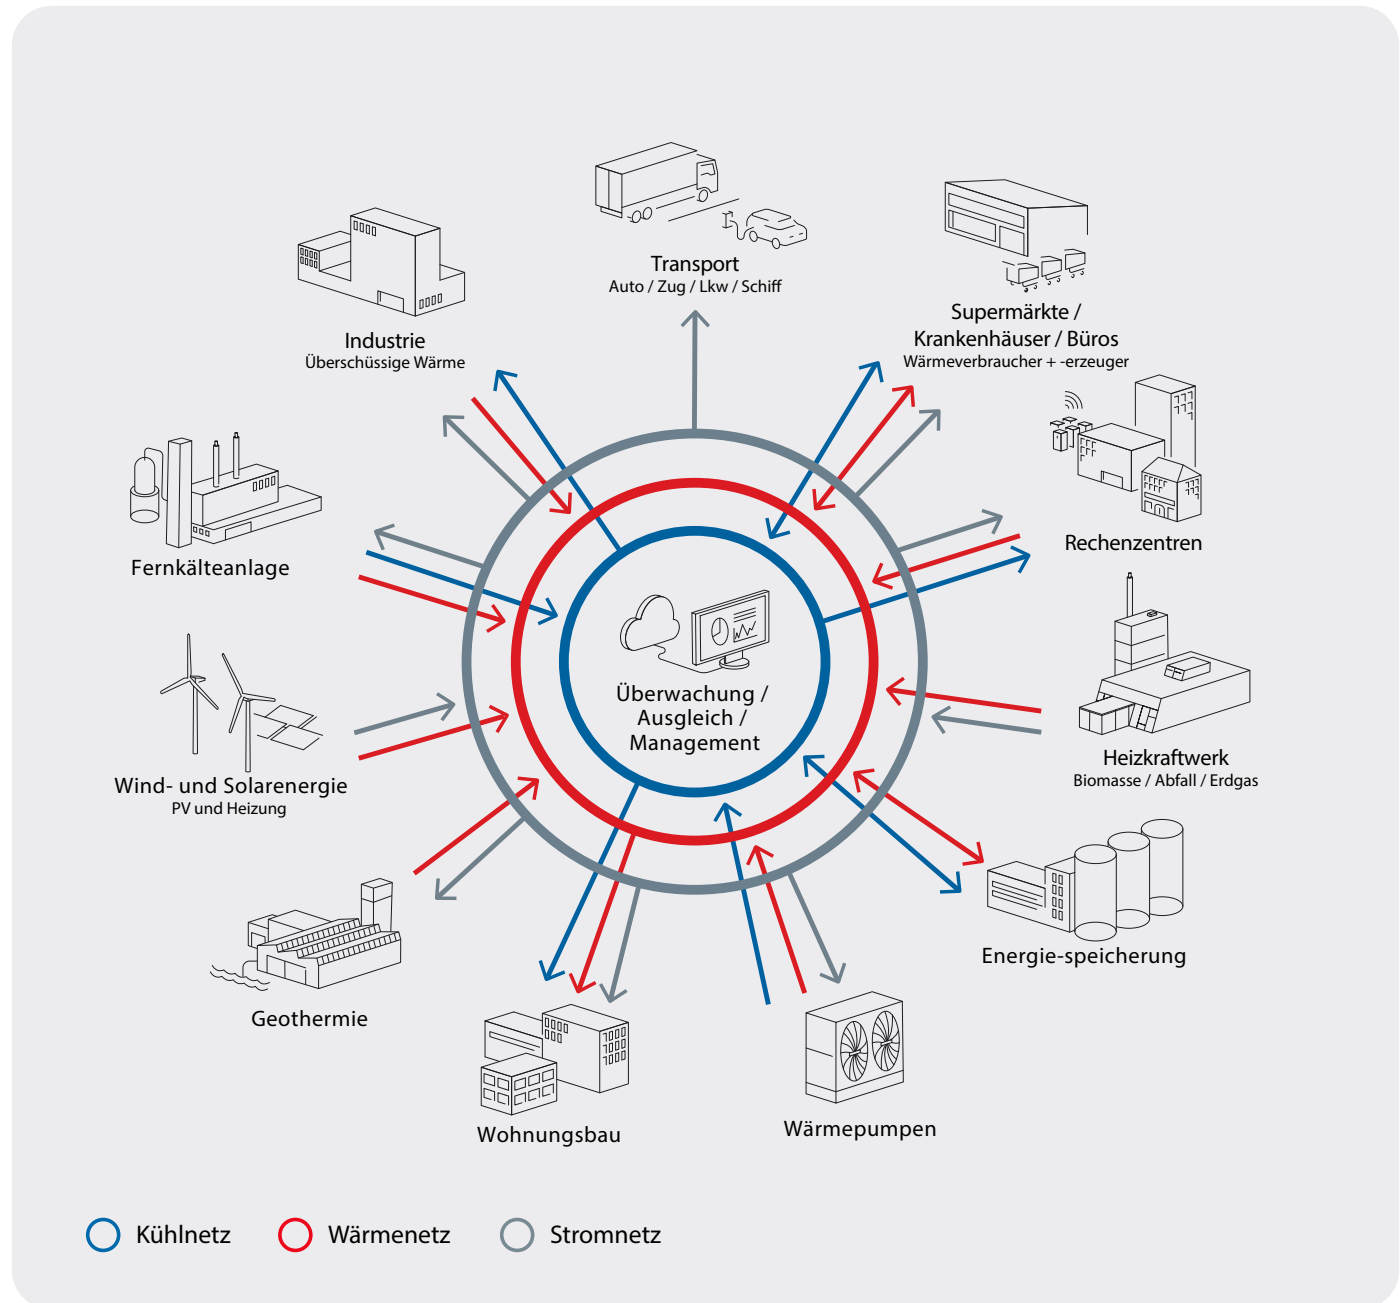 Transport
Auto / Zug / Lkw / Schiff
Supermärkte /
Krankenhäuser / Büros
Wärmeverbraucher + -erzeuger
Industrie
Überschüssige Wärme
Rechenzentren
Fernkälteanlage
Überwachung /
Ausgleich /
Management
Heizkraftwerk
Biomasse / Abfall / Erdgas
Wind- und Solarenergie
PV und Heizung
Energie-speicherung
Geothermie
Wohnungsbau
Wärmepumpen
Kühlnetz
Wärmenetz
Stromnetz